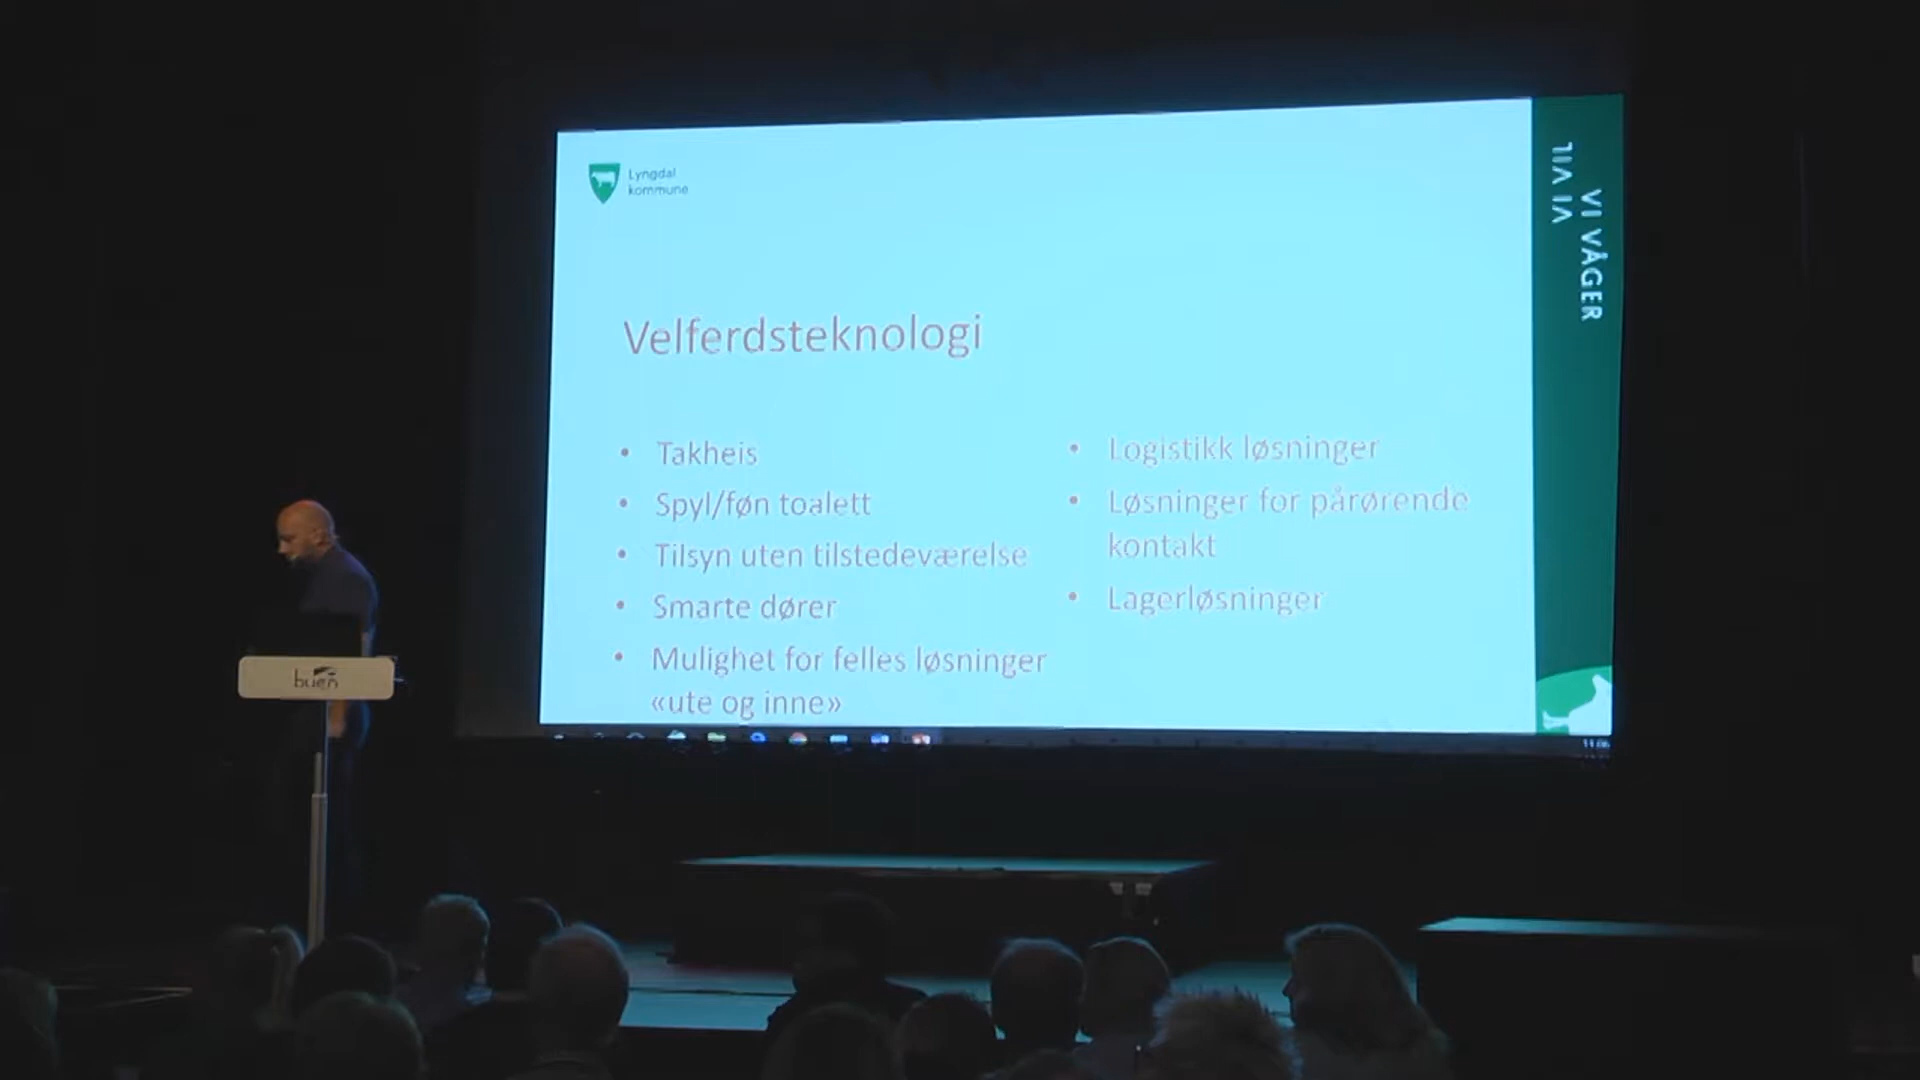 Lyngdal
kommune
VI VIL
VI VÅGER
Velferdsteknologi
• Takheis
• Spyl/føn toalett
• Tilsyn uten tilstedeværelse
• Smarte dører
• Mulighet for felles løsninger
«ute og inne»
• Logistikk løsninger
• Løsninger for pårørende
kontakt
• Lagerløsninger
buen